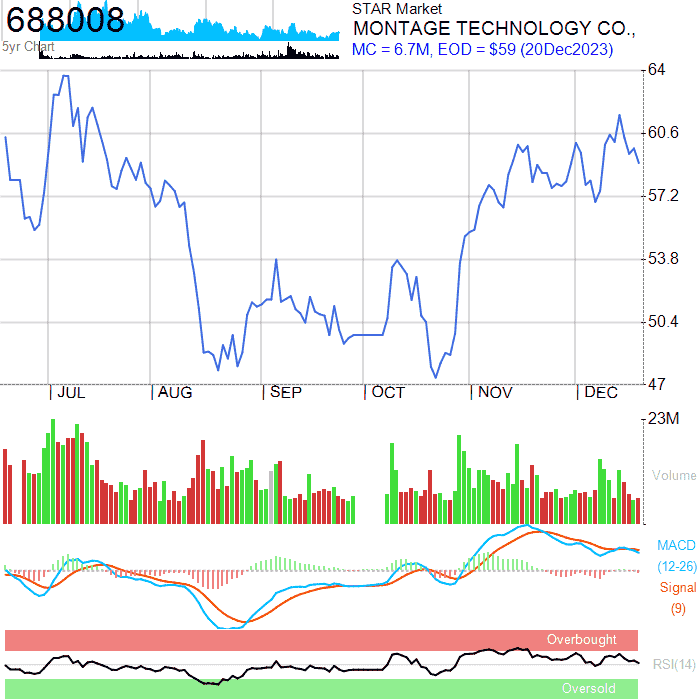 688008
5yr Chart
STAR Market
MONTAGE TECHNOLOGY CO.,
MC = 6.7M, EOD = $59 (20Dec2023)
64
60.6
57.2
53.8
50.4
47
JUL
AUG
SEP
OCT
NOV
DEC
23M
Volume
MACD
(12-26)
Signal
(9)
Overbought
RSI(14)
Oversold